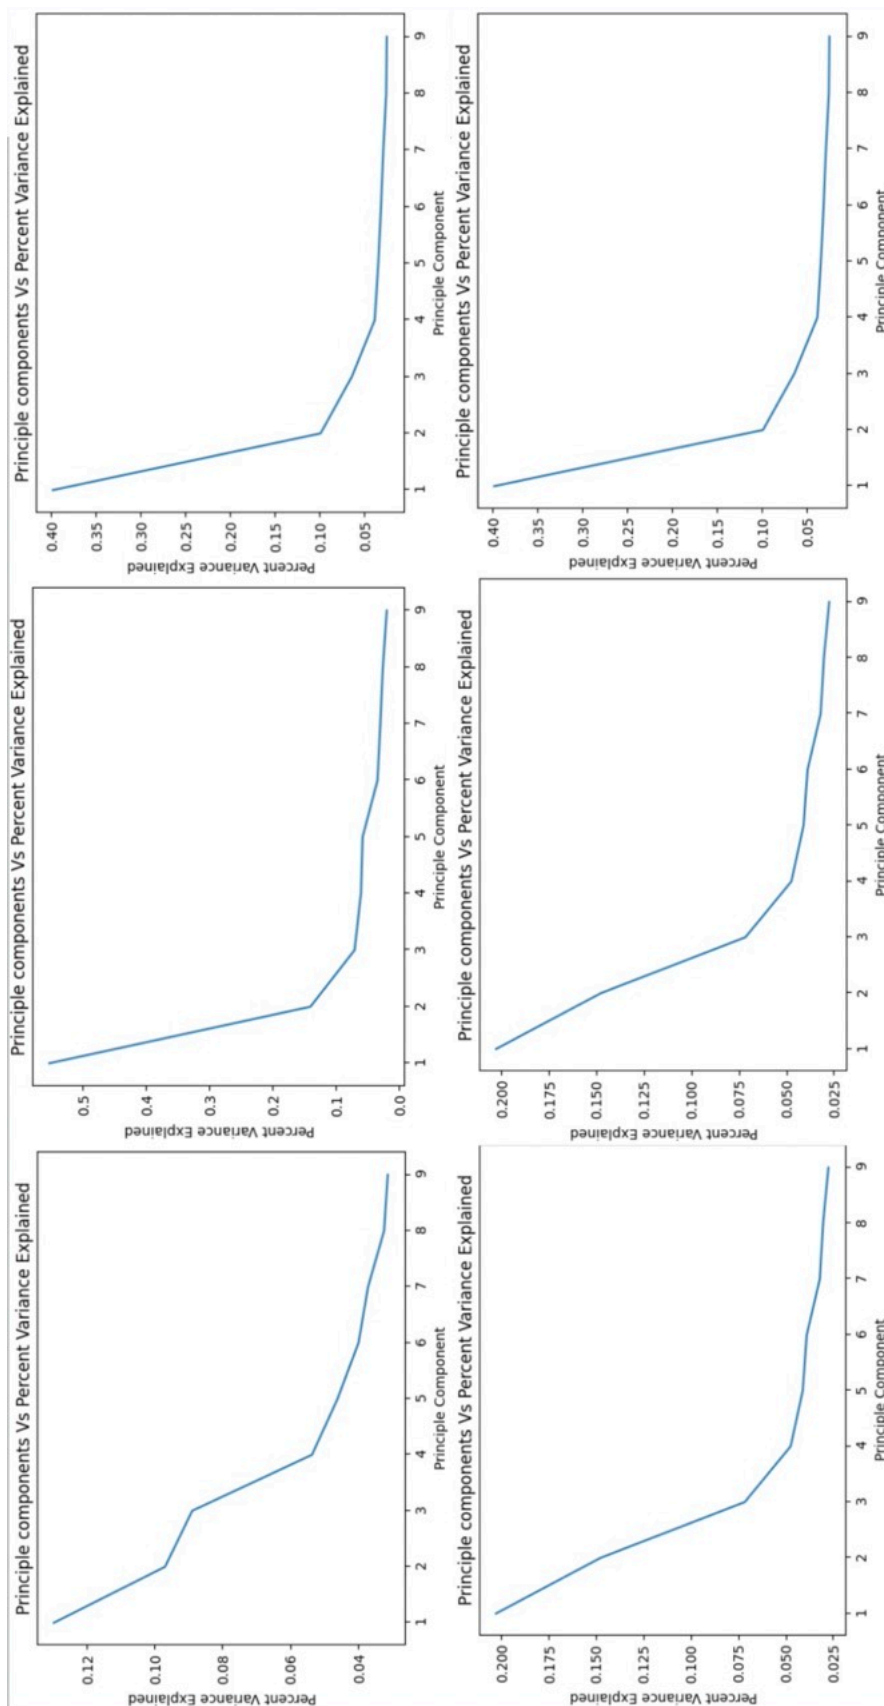 Principle components Vs Percent Variance Explained
Percent Variance Explained
0.12
0.10
0.08
0.06
0.04
1 2 3 4 5 6 7 8 9
Principle Component
Principle components Vs Percent Variance Explained
Percent Variance Explained
0.5
0.4
0.3
0.2
0.1
0.0
1 2 3 4 5 6 7 8 9
Principle Component
Principle components Vs Percent Variance Explained
Percent Variance Explained
0.40
0.35
0.30
0.25
0.20
0.15
0.10
0.05
1 2 3 4 5 6 7 8 9
Principle Component
Principle components Vs Percent Variance Explained
Percent Variance Explained
0.200
0.175
0.150
0.125
0.100
0.075
0.050
0.025
1 2 3 4 5 6 7 8 9
Principle Component
Principle components Vs Percent Variance Explained
Percent Variance Explained
0.200
0.175
0.150
0.125
0.100
0.075
0.050
0.025
1 2 3 4 5 6 7 8 9
Principle Component
Principle components Vs Percent Variance Explained
Percent Variance Explained
0.40
0.35
0.30
0.25
0.20
0.15
0.10
0.05
1 2 3 4 5 6 7 8 9
Principle Component